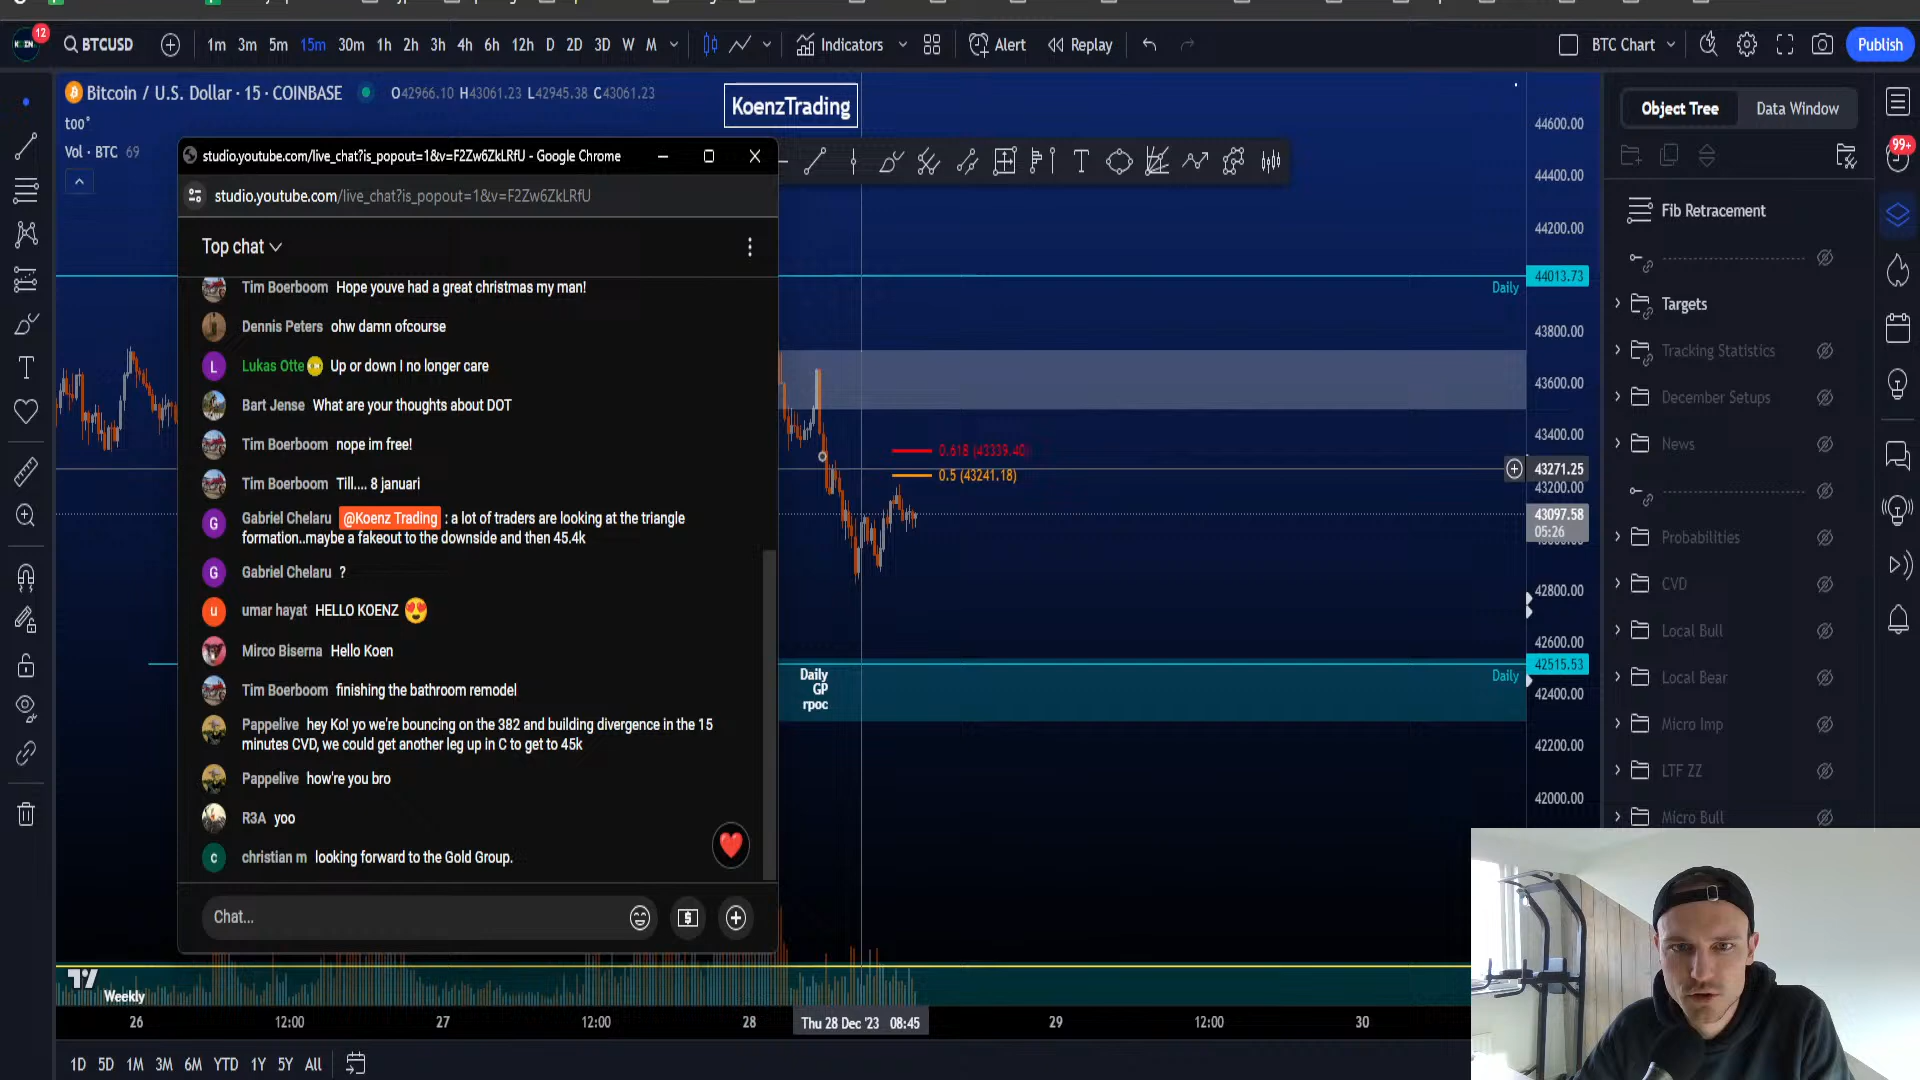 12
BTCUSD
1m 3m 5m 15m 30m 1h 2h 3h 4h 6h 12h D 2D 3D W M
Indicators
Alert
Replay
BTC Chart
Publish
Bitcoin / U.S. Dollar · 15 · COINBASE
O42966.10 H43061.23 L42945.38 C43061.23
too°
Vol · BTC 69
KoenzTrading
studio.youtube.com/live_chat?is_popout=1&v=F2Zw6ZkLRfU - Google Chrome
studio.youtube.com/live_chat?is_popout=1&v=F2Zw6ZkLRfU
Top chat
Tim Boerboom Hope youve had a great christmas my man!
Dennis Peters ohw damn ofcourse
L Lukas Otte Up or down I no longer care
Bart Jense What are your thoughts about DOT
Tim Boerboom nope im free!
Tim Boerboom Till.... 8 januari
G Gabriel Chelaru @Koenz Trading : a lot of traders are looking at the triangle
formation..maybe a fakeout to the downside and then 45.4k
G Gabriel Chelaru ?
u umar hayat HELLO KOENZ 😍
Mirco Biserna Hello Koen
Tim Boerboom finishing the bathroom remodel
Pappelive hey Ko! yo we're bouncing on the 382 and building divergence in the 15
minutes CVD, we could get another leg up in C to get to 45k
Pappelive how're you bro
R3A yoo
c christian m looking forward to the Gold Group.
Chat...
0.618 (43339.40)
0.5 (43241.18)
Daily
Daily
Daily
GP
rpoc
44600.00
44400.00
44200.00
44013.73
43800.00
43600.00
43400.00
43271.25
43200.00
43097.58
05:26
42800.00
42600.00
42515.53
42400.00
42200.00
42000.00
Object Tree
Data Window
99+
Fib Retracement
Targets
Tracking Statistics
December Setups
News
Probabilities
CVD
Local Bull
Local Bear
Micro Imp
LTF ZZ
Micro Bull
Weekly
26 12:00 27 12:00 28 Thu 28 Dec '23 08:45 29 12:00 30
1D 5D 1M 3M 6M YTD 1Y 5Y All